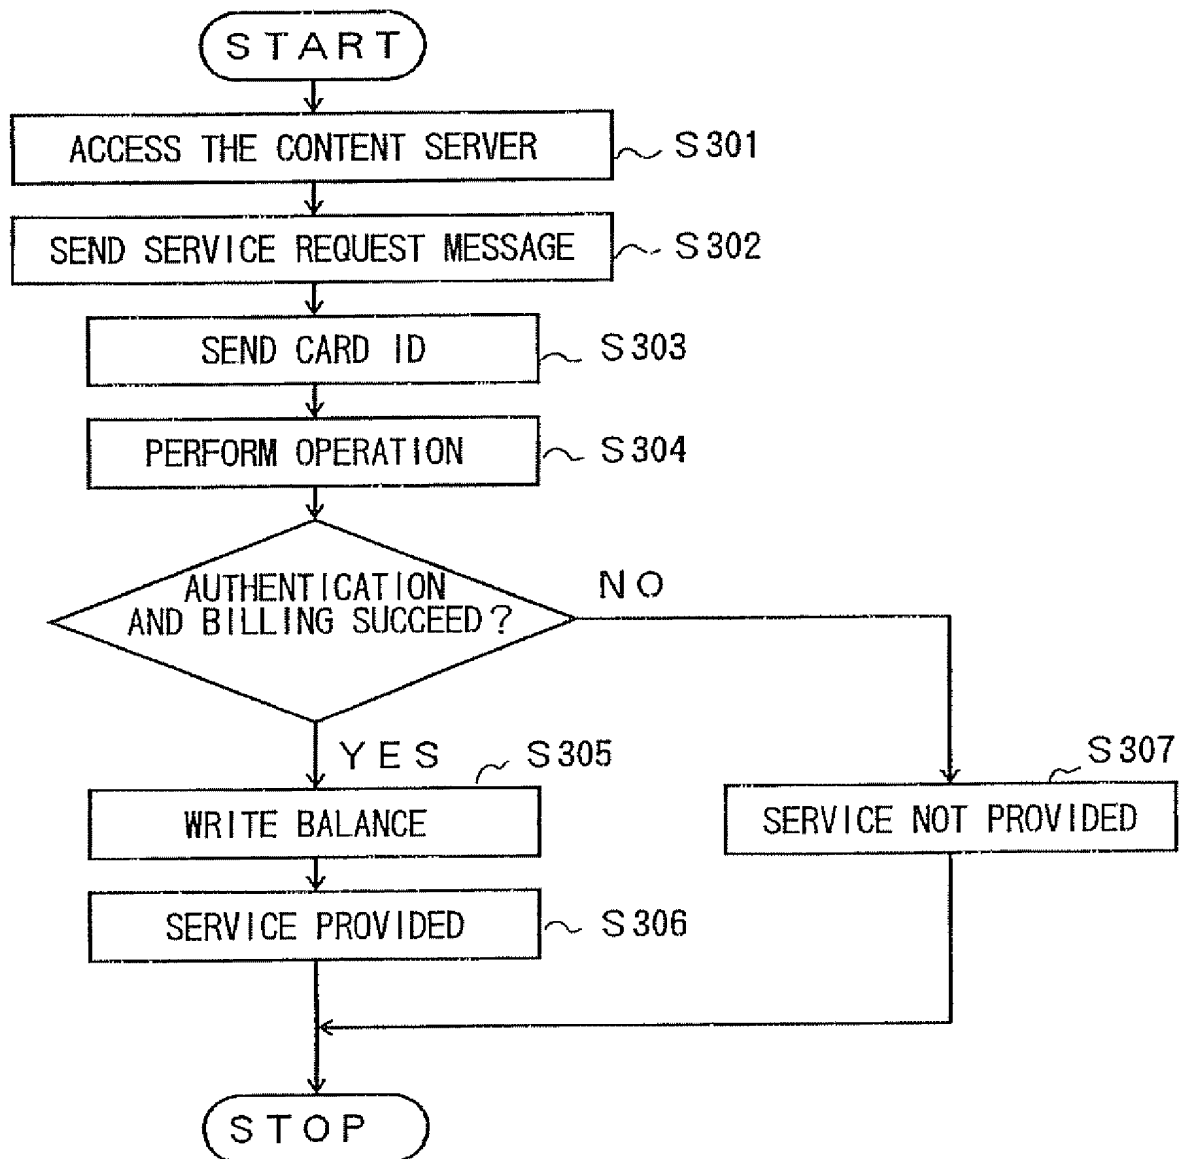 START
ACCESS THE CONTENT SERVER
S301
SEND SERVICE REQUEST MESSAGE
S302
SEND CARD ID
S303
PERFORM OPERATION
S304
AUTHENTICATION
AND BILLING SUCCEED?
NO
YES
S305
S307
WRITE BALANCE
SERVICE NOT PROVIDED
SERVICE PROVIDED
S306
STOP